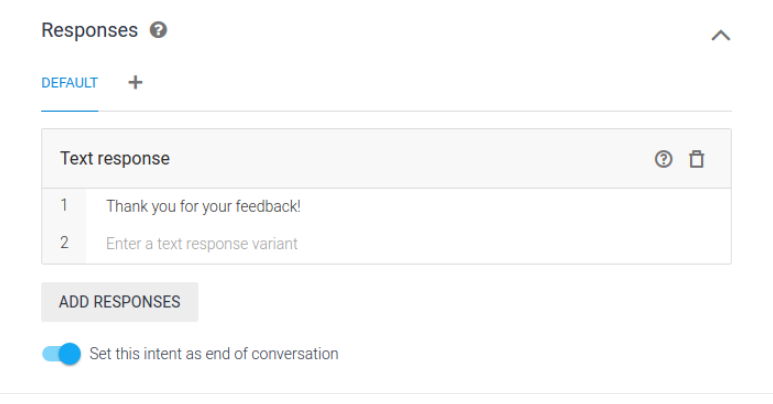 Responses
DEFAULT +
Text response
1 Thank you for your feedback!
2 Enter a text response variant
ADD RESPONSES
Set this intent as end of conversation